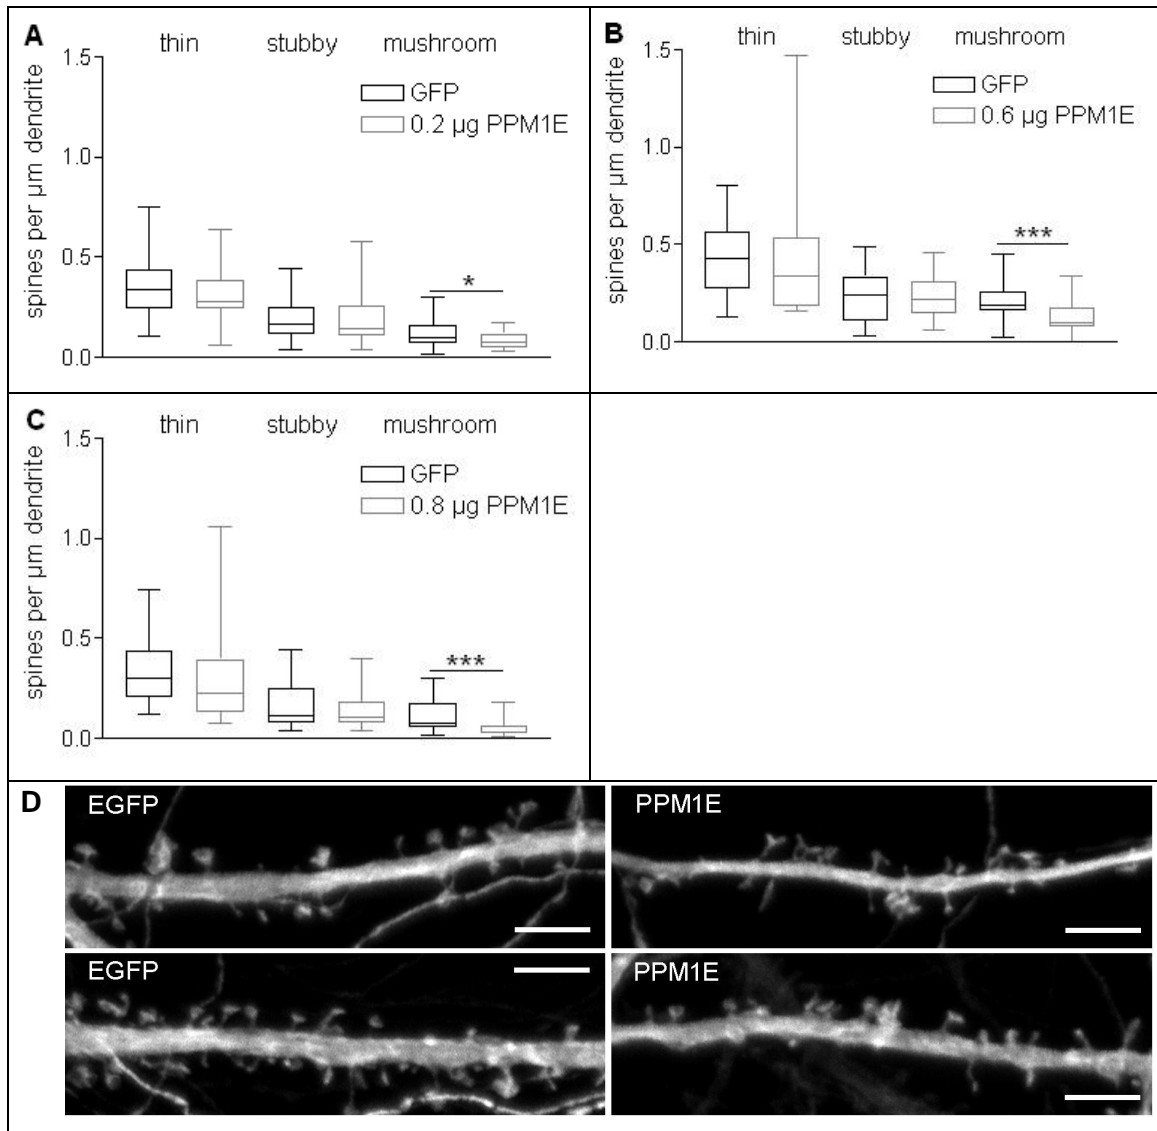 A
thin stubby mushroom
1.5
1.0
0.5
0.0
spines per µm dendrite
GFP
0.2 µg PPM1E
*
B
thin stubby mushroom
1.5
1.0
0.5
0.0
spines per µm dendrite
GFP
0.6 µg PPM1E
***
C
thin stubby mushroom
1.5
1.0
0.5
0.0
spines per µm dendrite
GFP
0.8 µg PPM1E
***
D
EGFP
PPM1E
EGFP
PPM1E